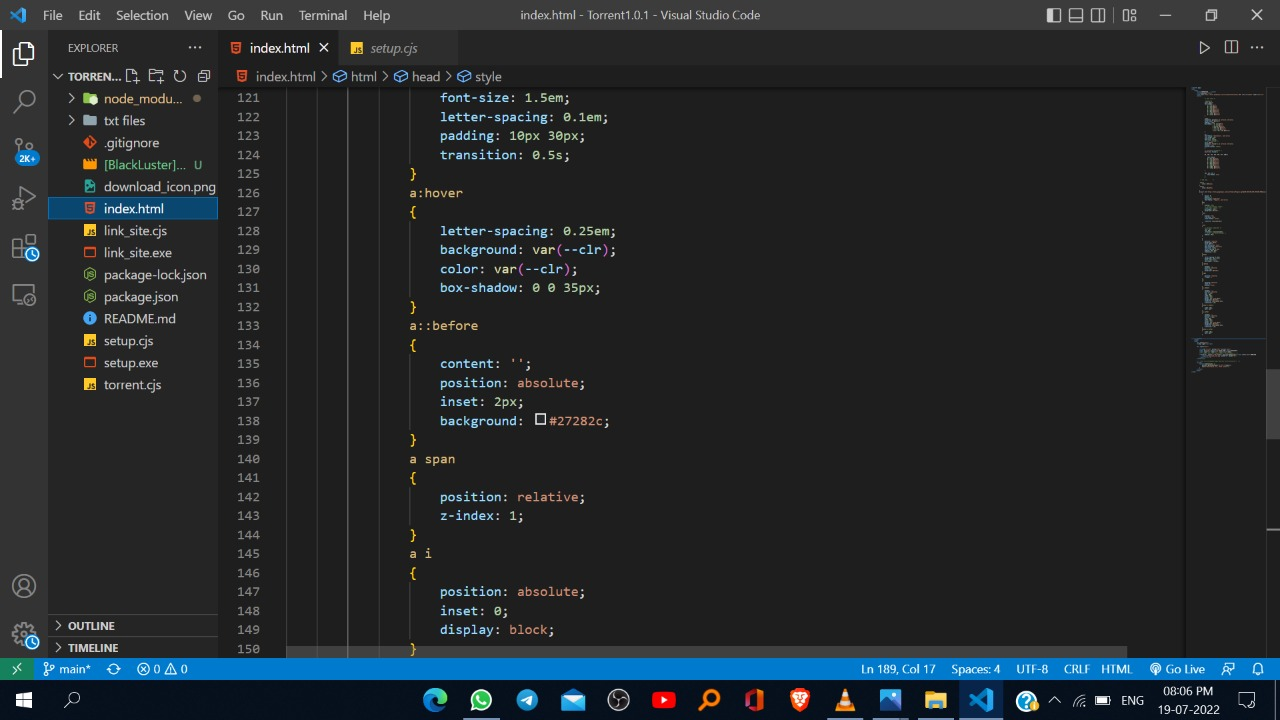 File Edit Selection View Go Run Terminal Help
index.html - Torrent1.0.1 - Visual Studio Code
EXPLORER
index.html
setup.cjs
TORREN...
index.html > html > head > style
node_modu...
txt files
.gitignore
[BlackLuster]... U
download_icon.png
index.html
link_site.cjs
link_site.exe
package-lock.json
package.json
README.md
setup.cjs
setup.exe
torrent.cjs
OUTLINE
TIMELINE
2K+
121 font-size: 1.5em;
122 letter-spacing: 0.1em;
123 padding: 10px 30px;
124 transition: 0.5s;
125 }
126 a:hover
127 {
128 letter-spacing: 0.25em;
129 background: var(--clr);
130 color: var(--clr);
131 box-shadow: 0 0 35px;
132 }
133 a::before
134 {
135 content: '';
136 position: absolute;
137 inset: 2px;
138 background: #27282c;
139 }
140 a span
141 {
142 position: relative;
143 z-index: 1;
144 }
145 a i
146 {
147 position: absolute;
148 inset: 0;
149 display: block;
150 }
main* 0 0 Ln 189, Col 17 Spaces: 4 UTF-8 CRLF HTML Go Live
ENG
08:06 PM
19-07-2022